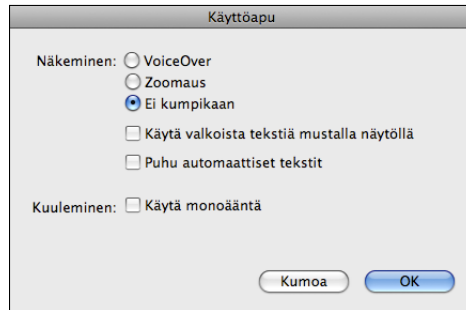 Käyttöapu
Näkeminen: VoiceOver
Zoomaus
Ei kumpikaan
Käytä valkoista tekstiä mustalla näytöllä
Puhu automaattiset tekstit
Kuuleminen: Käytä monoääntä
Kumoa OK